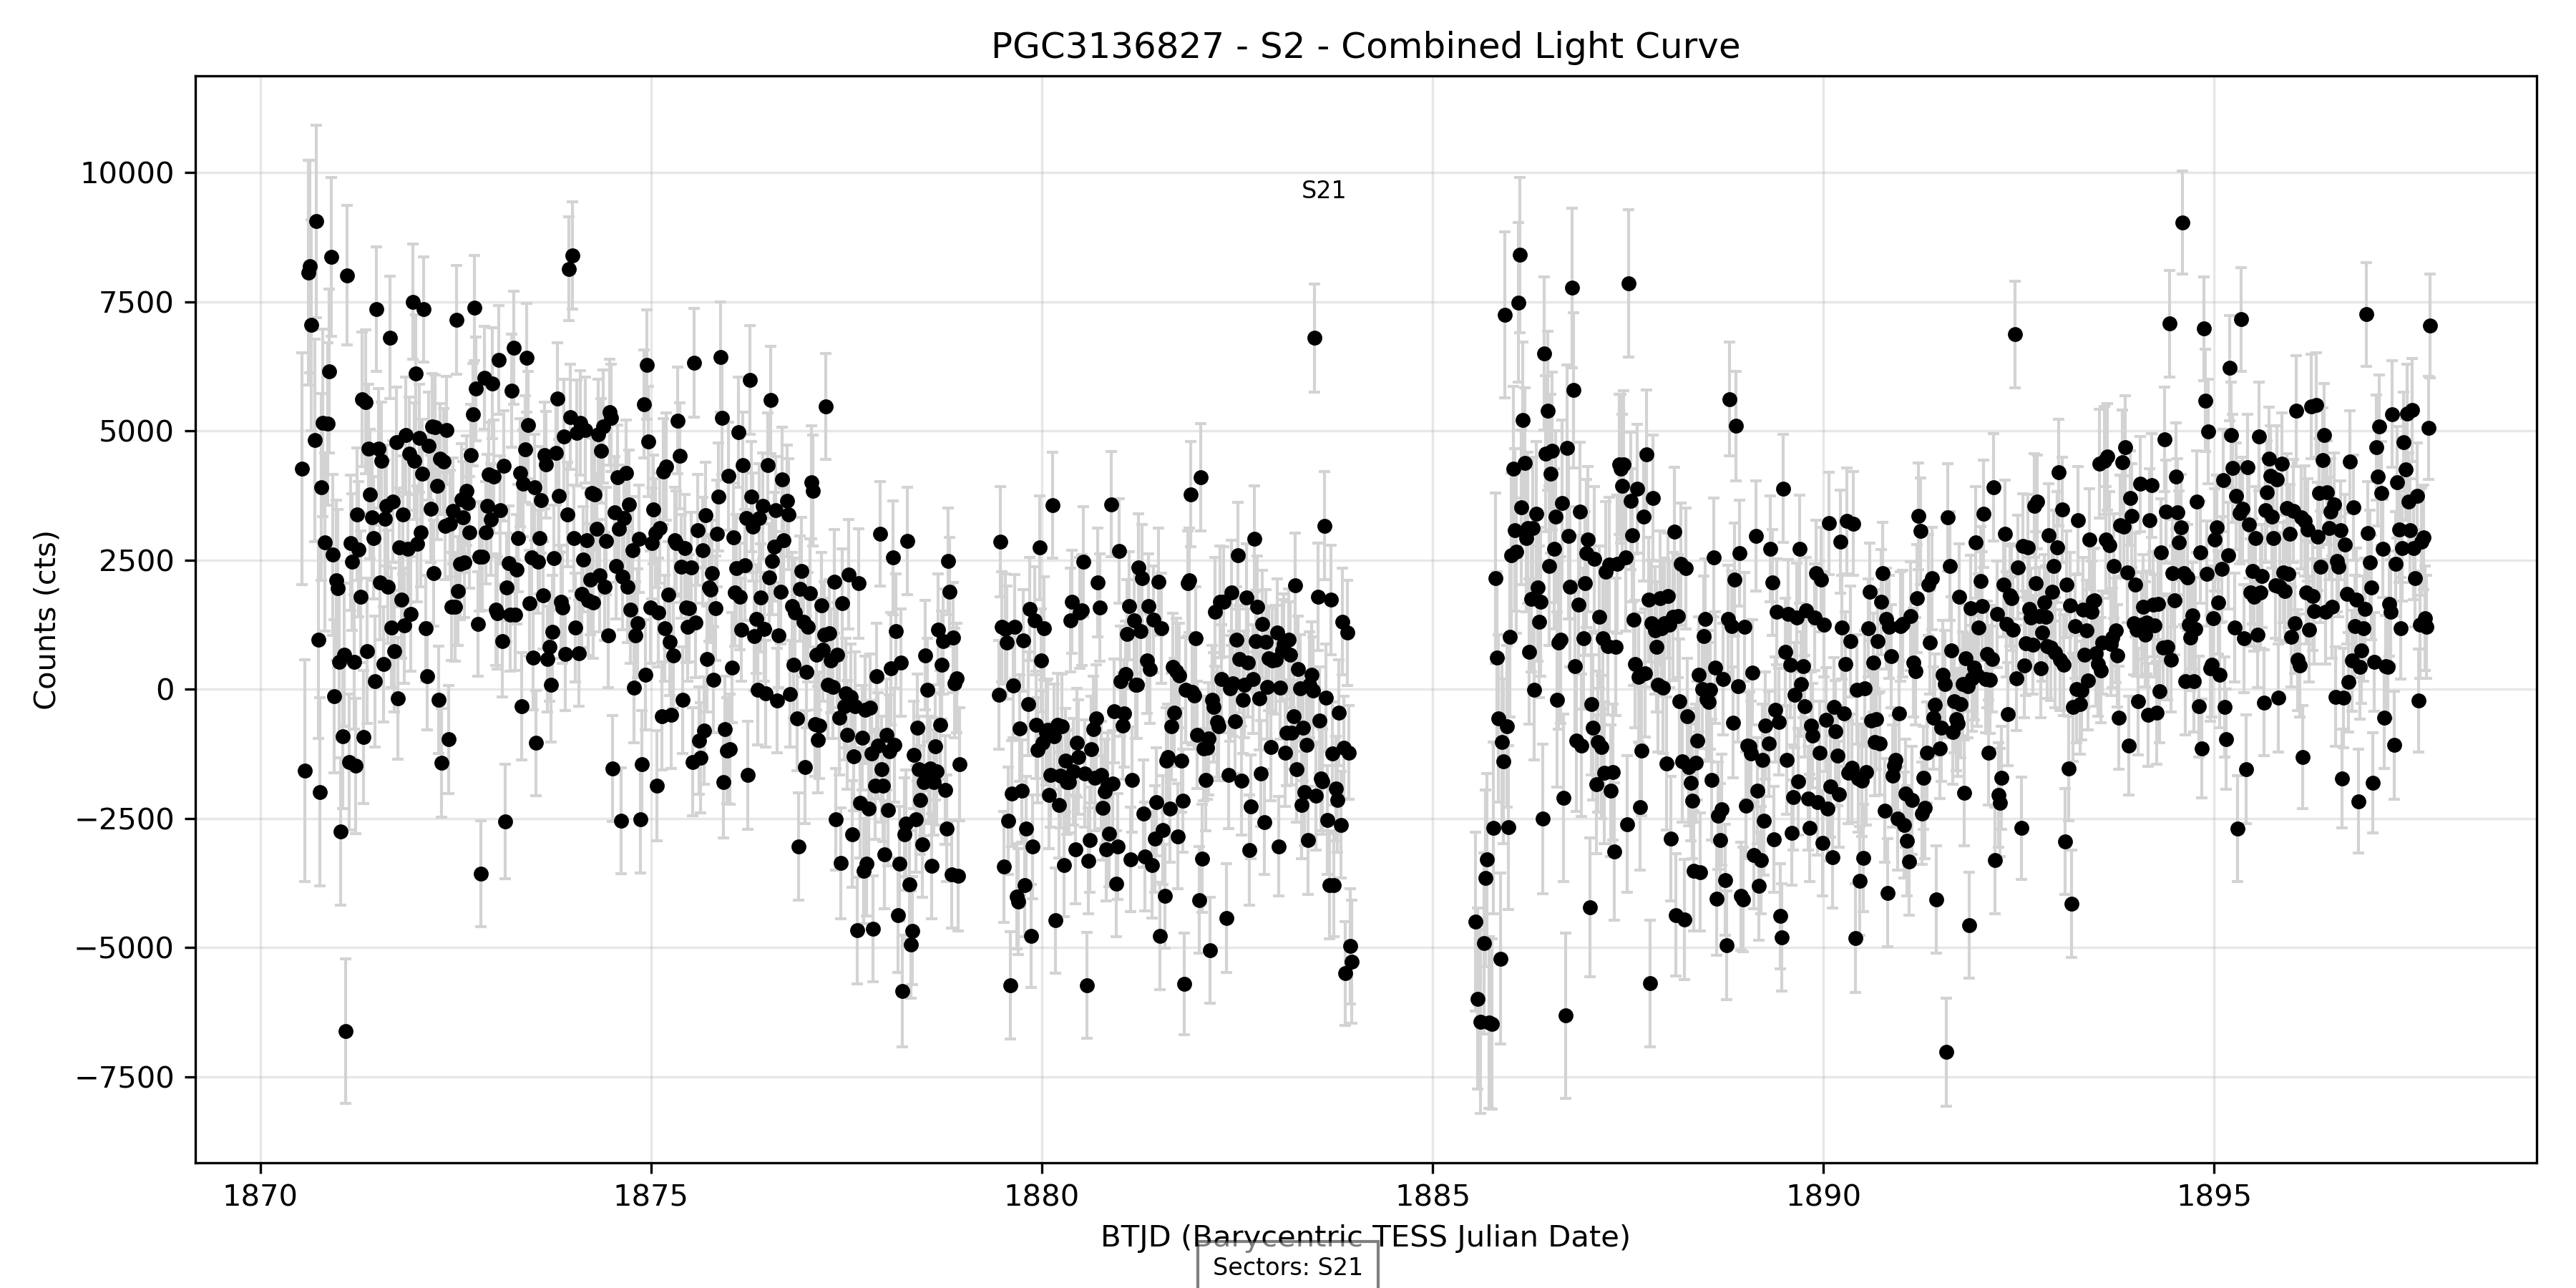 PGC3136827 - S2 - Combined Light Curve
Counts (cts)
10000
7500
5000
2500
0
−2500
−5000
−7500
S21
1870 1875 1880 1885 1890 1895
BTJD (Barycentric TESS Julian Date)
Sectors: S21